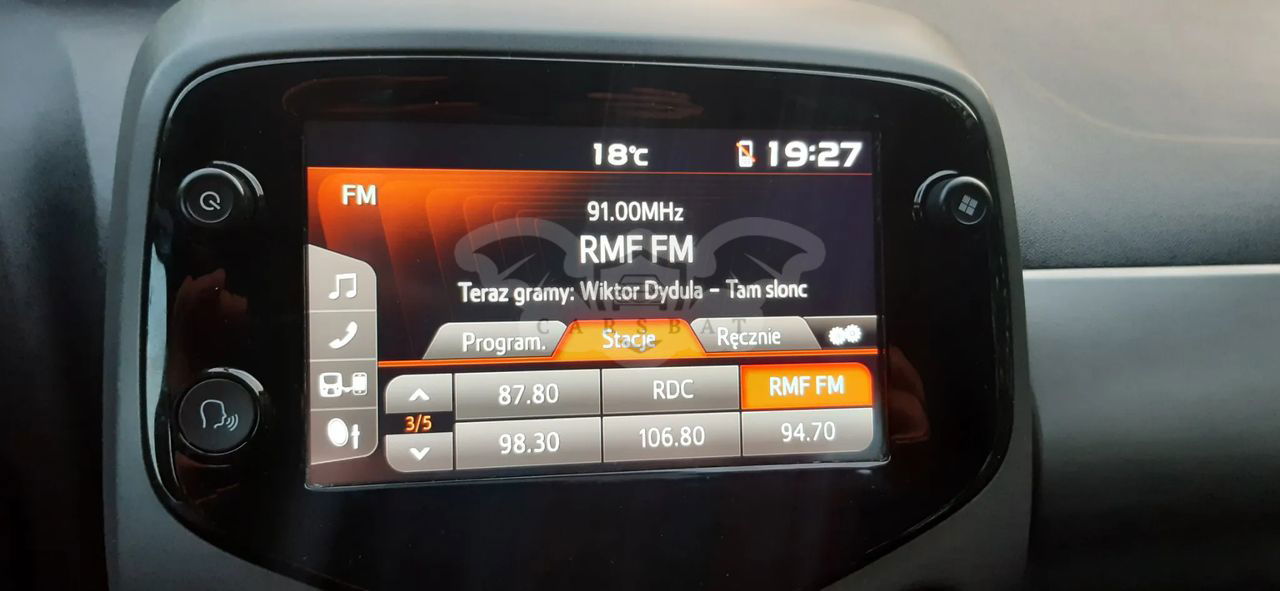 18°C 19:27
FM
91.00MHz
RMF FM
Teraz gramy: Wiktor Dydula - Tam slonc
CARSBAT
Program. Stacje Ręcznie
87.80 RDC RMF FM
3/5
98.30 106.80 94.70